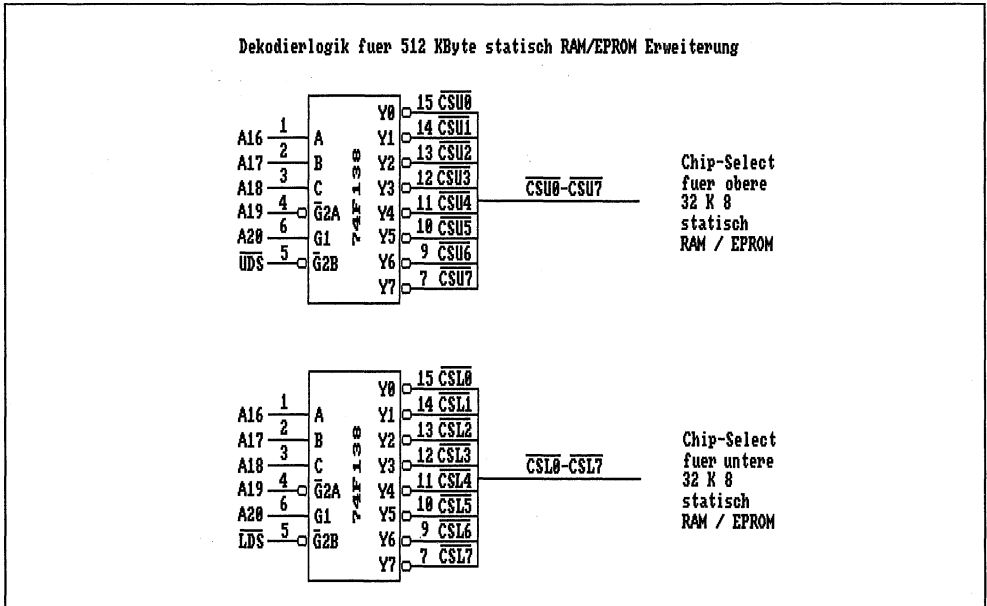 Dekodierlogik fuer 512 KByte statisch RAM/EPROM Erweiterung
15 CSU0
Y0
A16 1 A Y1 14 CSU1
A17 2 B Y2 13 CSU2
A18 3 C Y3 12 CSU3
A19 4 G2A Y4 11 CSU4
A20 6 G1 Y5 10 CSU5
UDS 5 G2B Y6 9 CSU6
Y7 7 CSU7
74F138
CSU0-CSU7
Chip-Select
fuer obere
32 K 8
statisch
RAM / EPROM
15 CSL0
Y0
A16 1 A Y1 14 CSL1
A17 2 B Y2 13 CSL2
A18 3 C Y3 12 CSL3
A19 4 G2A Y4 11 CSL4
A20 6 G1 Y5 10 CSL5
LDS 5 G2B Y6 9 CSL6
Y7 7 CSL7
74F138
CSL0-CSL7
Chip-Select
fuer untere
32 K 8
statisch
RAM / EPROM